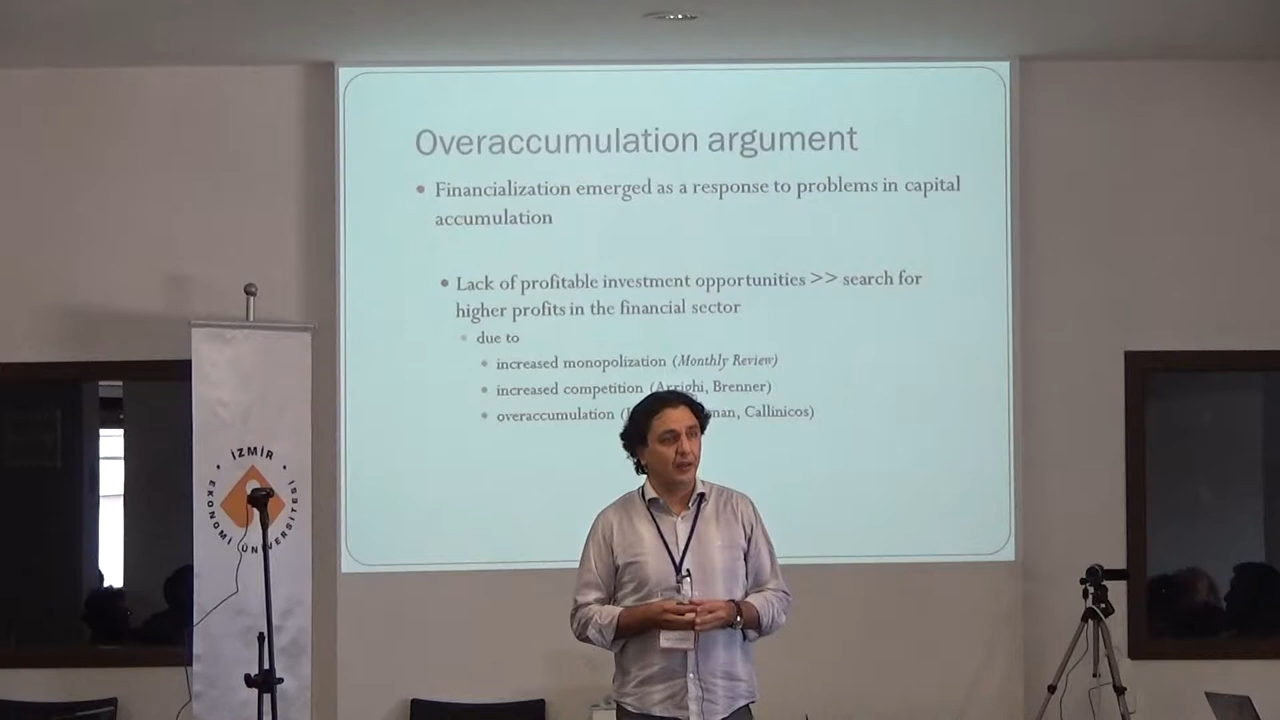 Overaccumulation argument
• Financialization emerged as a response to problems in capital
accumulation
• Lack of profitable investment opportunities >> search for
higher profits in the financial sector
• due to
• increased monopolization (Monthly Review)
• increased competition (Arrighi, Brenner)
• overaccumulation ( Callinicos)
İZMİR
EKONOMİ ÜNİVERSİTESİ